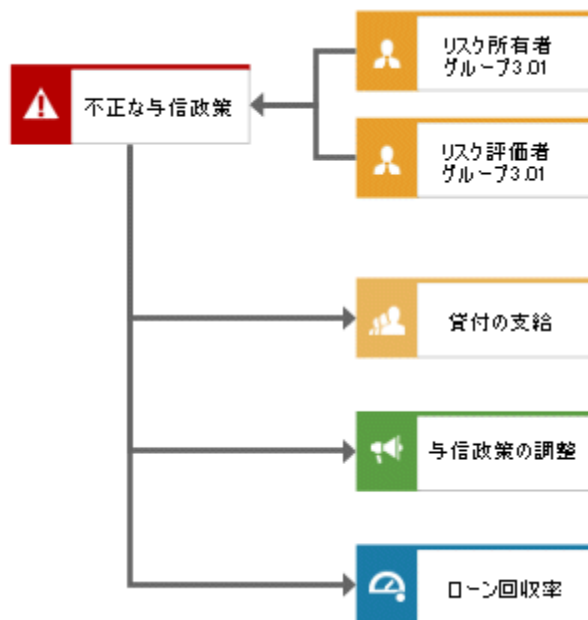 リスク所有者
グループ3.01
不正な与信政策
リスク評価者
グループ3.01
貸付の支給
与信政策の調整
ローン回収率